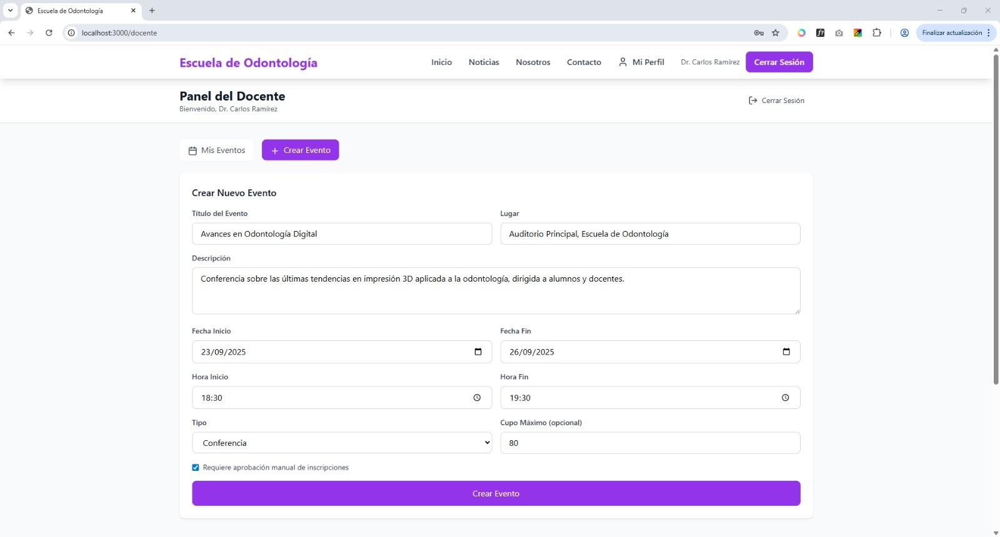 Escuela de Odontología
localhost:3000/docente
Finalizar actualización
Escuela de Odontología
Inicio
Noticias
Nosotros
Contacto
Mi Perfil
Dr. Carlos Ramírez
Cerrar Sesión
Panel del Docente
Bienvenido, Dr. Carlos Ramírez
Cerrar Sesión
Mis Eventos
+ Crear Evento
Crear Nuevo Evento
Título del Evento
Lugar
Avances en Odontología Digital
Auditorio Principal, Escuela de Odontología
Descripción
Conferencia sobre las últimas tendencias en impresión 3D aplicada a la odontología, dirigida a alumnos y docentes.
Fecha Inicio
Fecha Fin
23/09/2025
26/09/2025
Hora Inicio
Hora Fin
18:30
19:30
Tipo
Cupo Máximo (opcional)
Conferencia
80
Requiere aprobación manual de inscripciones
Crear Evento